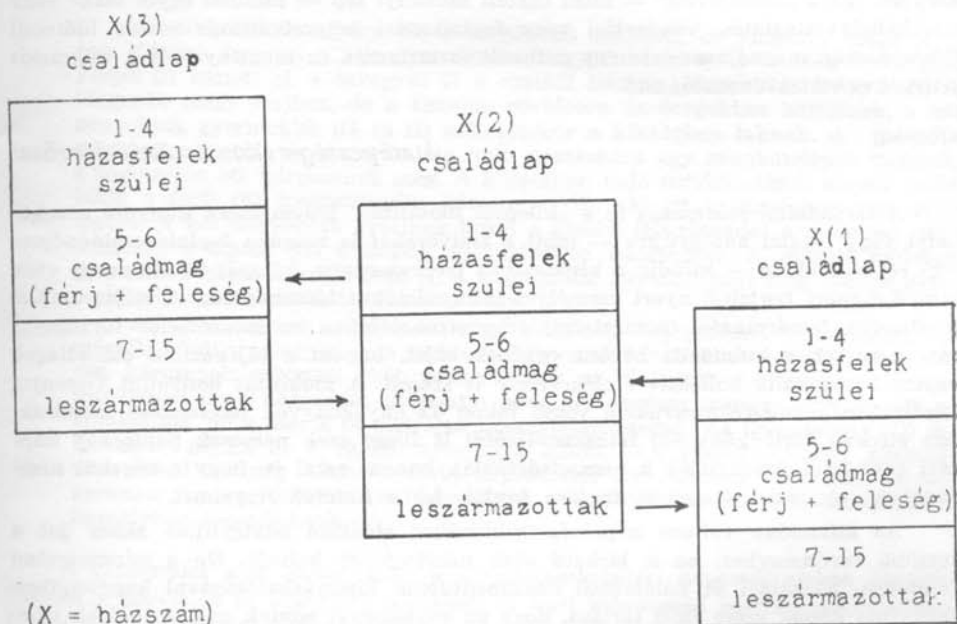 X(3)
családlap
1-4
házasfelek
szülei
5-6
családmag
(férj + feleség)
7-15
leszármazottak
X(2)
családlap
1-4
házasfelek
szülei
5-6
családmag
(férj + feleség)
7-15
leszármazottak
X(1)
családlap
1-4
házasfelek
szülei
5-6
családmag
(férj + feleség)
7-15
leszármazottak
(X = házszám)